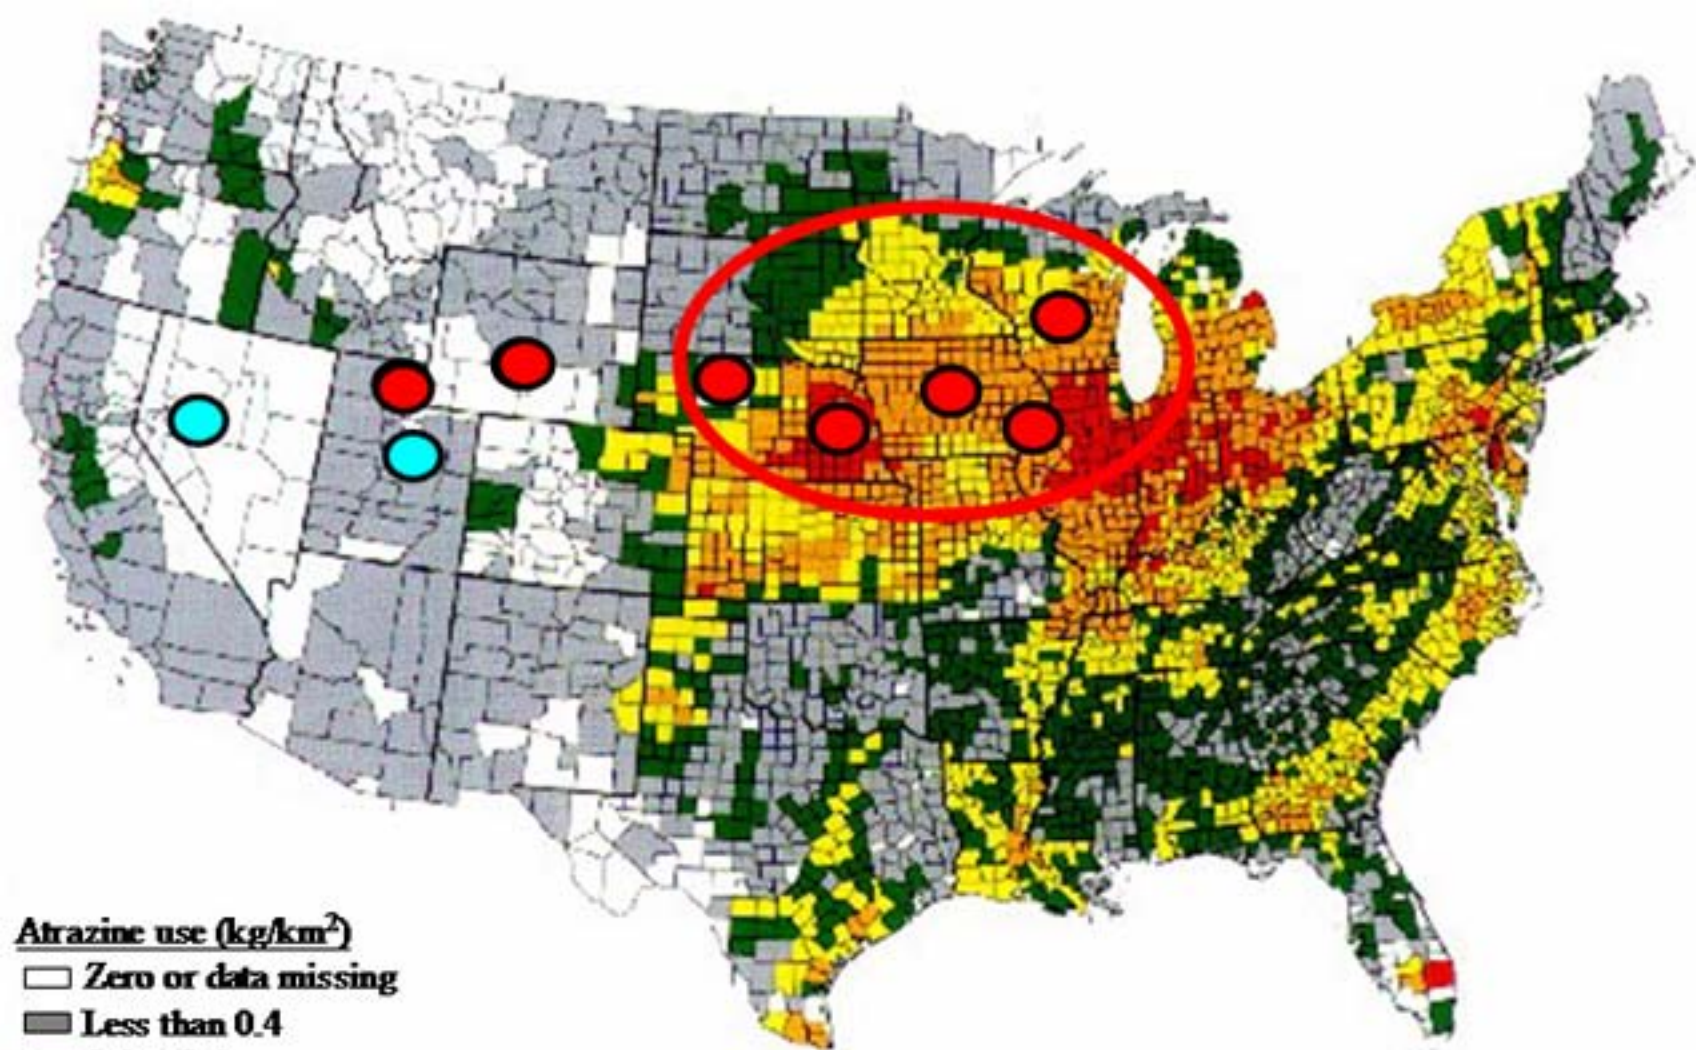 Atrazine use (kg/km²)
Zero or data missing
Less than 0.4